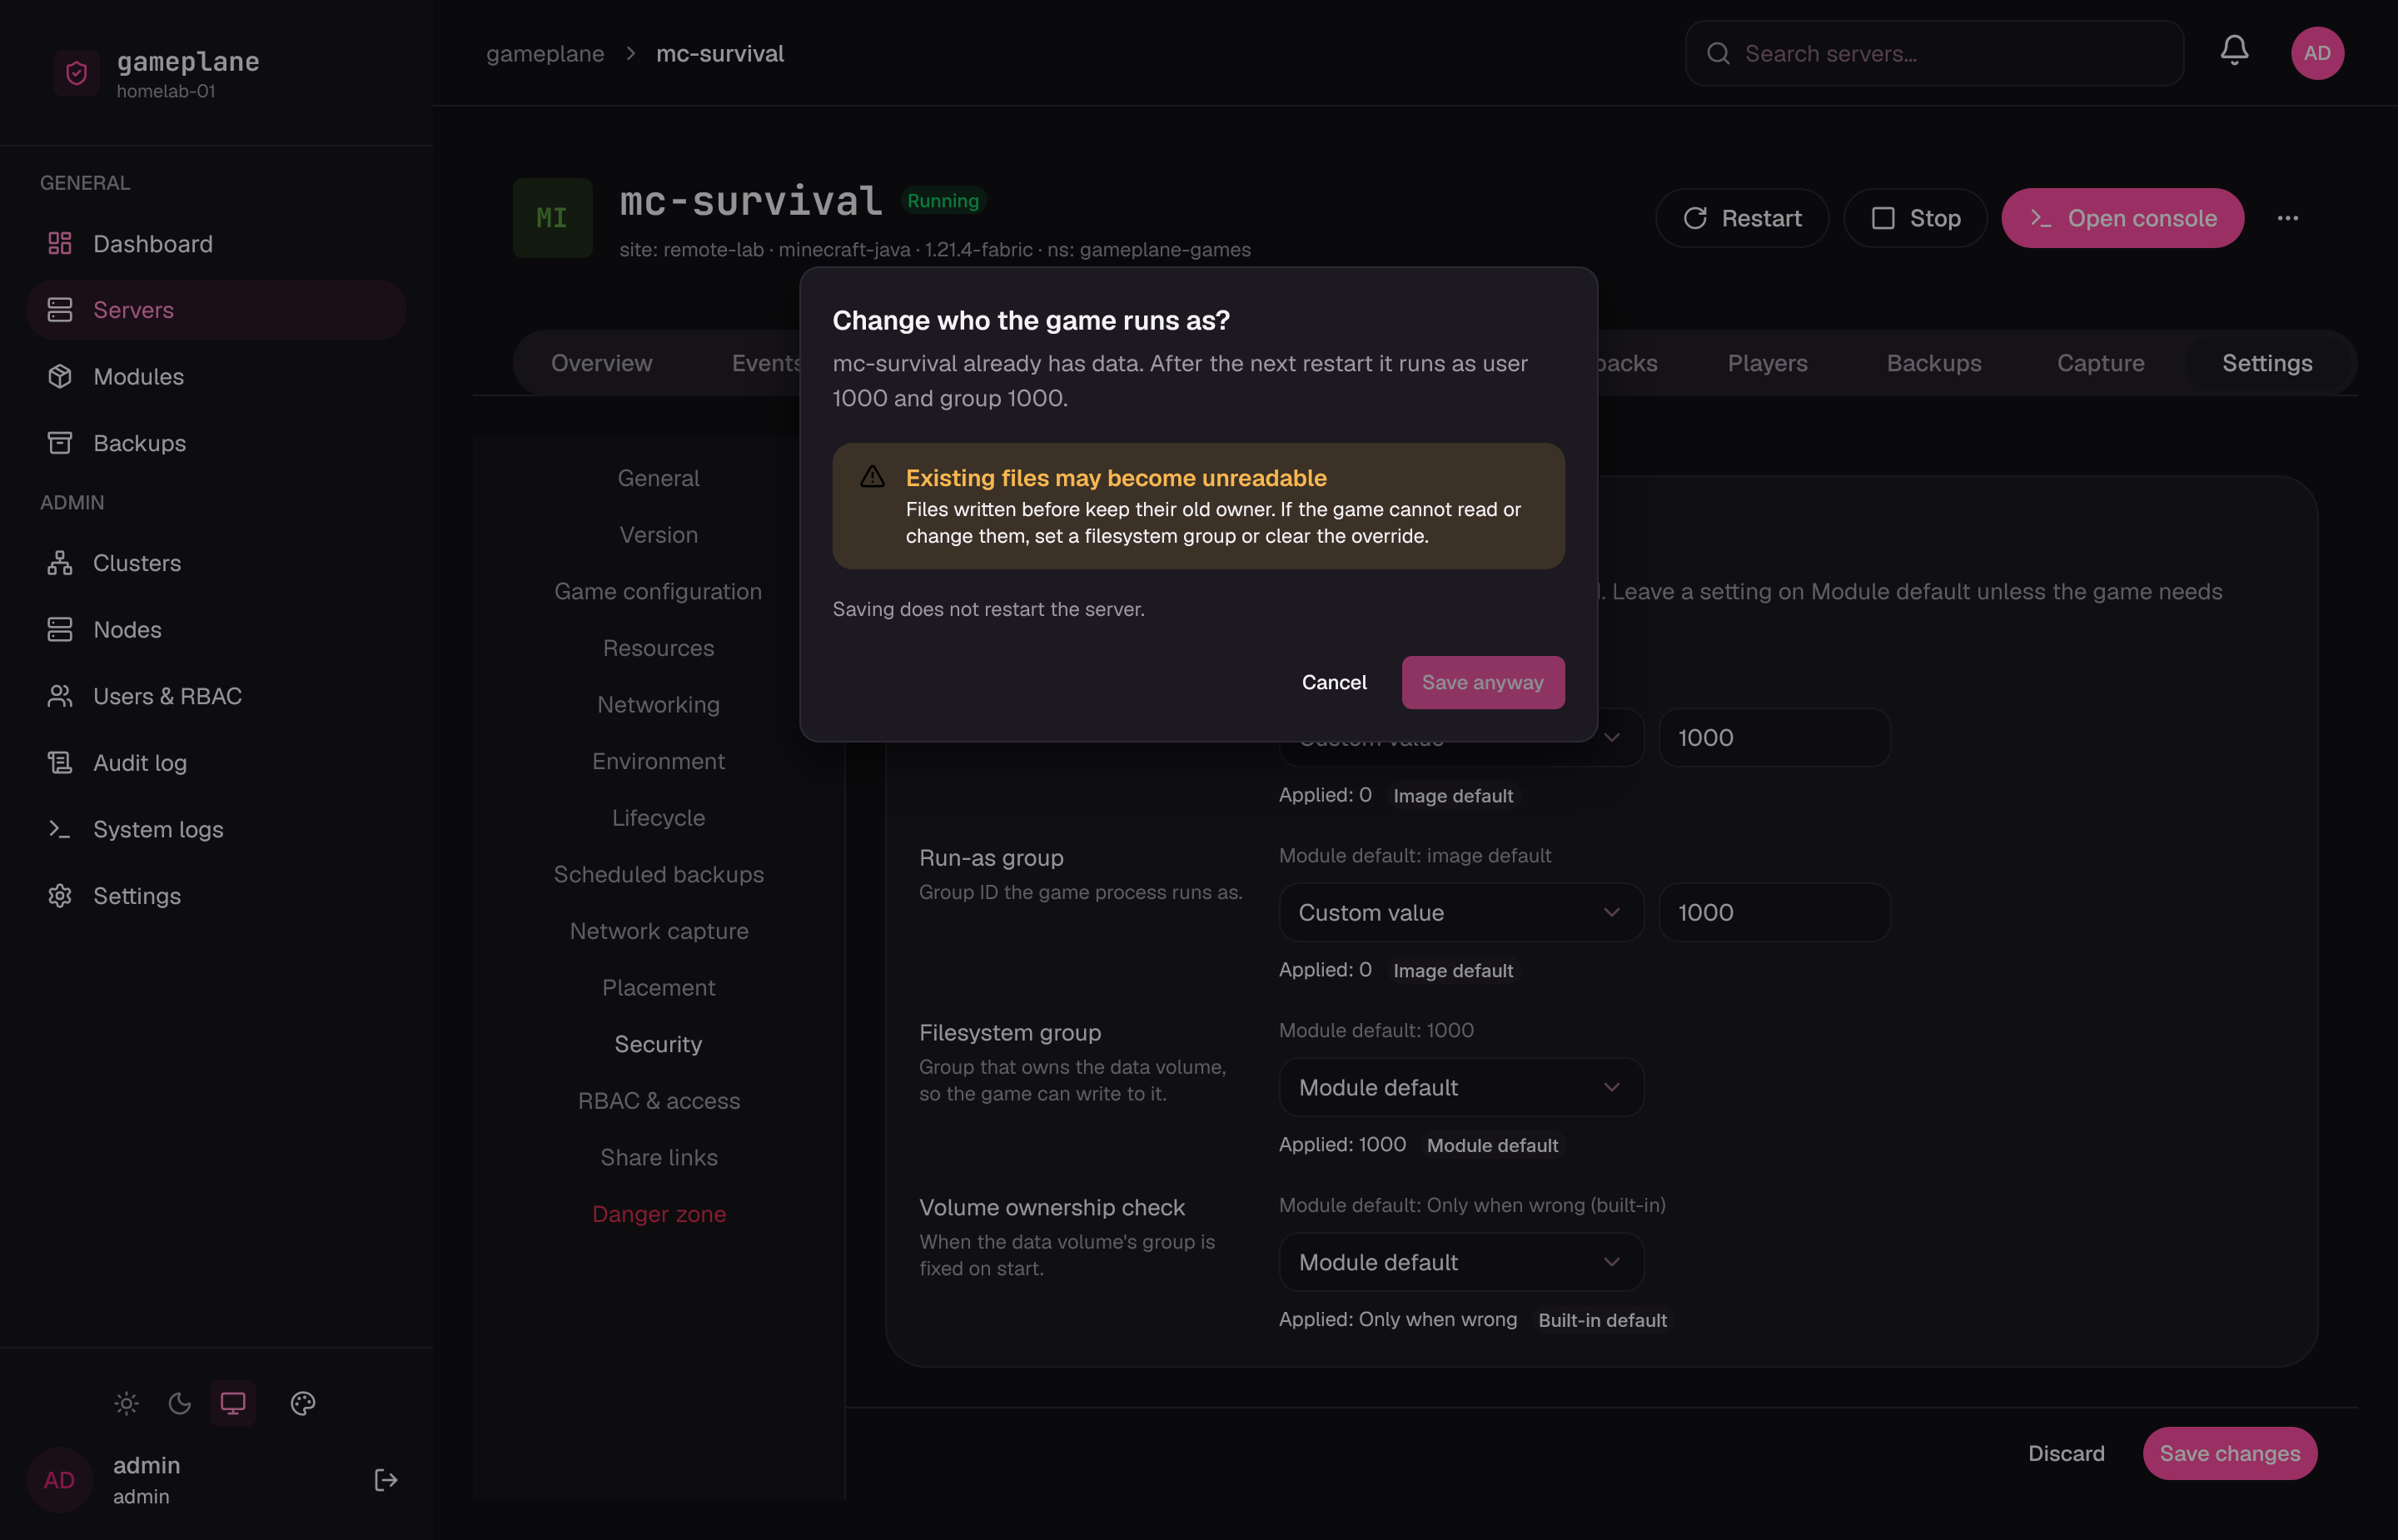 gameplane
homelab-01
GENERAL
Dashboard
Servers
Modules
Backups
ADMIN
Clusters
Nodes
Users & RBAC
Audit log
System logs
Settings
AD
admin
admin
gameplane > mc-survival
Search servers...
AD
MI
mc-survival
Running
site: remote-lab · minecraft-java · 1.21.4-fabric · ns: gameplane-games
Restart
Stop
Open console
Overview
Events
Players
Backups
Capture
Settings
General
Version
Game configuration
Resources
Networking
Environment
Lifecycle
Scheduled backups
Network capture
Placement
Security
RBAC & access
Share links
Danger zone
Change who the game runs as?
mc-survival already has data. After the next restart it runs as user
1000 and group 1000.
Existing files may become unreadable
Files written before keep their old owner. If the game cannot read or
change them, set a filesystem group or clear the override.
Saving does not restart the server.
Cancel
Save anyway
Leave a setting on Module default unless the game needs
1000
Applied: 0 Image default
Run-as group
Group ID the game process runs as.
Module default: image default
Custom value
1000
Applied: 0 Image default
Filesystem group
Group that owns the data volume,
so the game can write to it.
Module default: 1000
Module default
Applied: 1000 Module default
Volume ownership check
When the data volume's group is
fixed on start.
Module default: Only when wrong (built-in)
Module default
Applied: Only when wrong Built-in default
Discard
Save changes